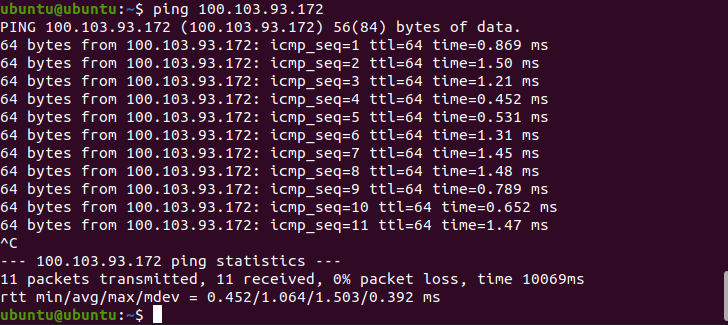 ubuntu@ubuntu:~$ ping 100.103.93.172
PING 100.103.93.172 (100.103.93.172) 56(84) bytes of data.
64 bytes from 100.103.93.172: icmp_seq=1 ttl=64 time=0.869 ms
64 bytes from 100.103.93.172: icmp_seq=2 ttl=64 time=1.50 ms
64 bytes from 100.103.93.172: icmp_seq=3 ttl=64 time=1.21 ms
64 bytes from 100.103.93.172: icmp_seq=4 ttl=64 time=0.452 ms
64 bytes from 100.103.93.172: icmp_seq=5 ttl=64 time=0.531 ms
64 bytes from 100.103.93.172: icmp_seq=6 ttl=64 time=1.31 ms
64 bytes from 100.103.93.172: icmp_seq=7 ttl=64 time=1.45 ms
64 bytes from 100.103.93.172: icmp_seq=8 ttl=64 time=1.48 ms
64 bytes from 100.103.93.172: icmp_seq=9 ttl=64 time=0.789 ms
64 bytes from 100.103.93.172: icmp_seq=10 ttl=64 time=0.652 ms
64 bytes from 100.103.93.172: icmp_seq=11 ttl=64 time=1.47 ms
^C
--- 100.103.93.172 ping statistics ---
11 packets transmitted, 11 received, 0% packet loss, time 10069ms
rtt min/avg/max/mdev = 0.452/1.064/1.503/0.392 ms
ubuntu@ubuntu:~$